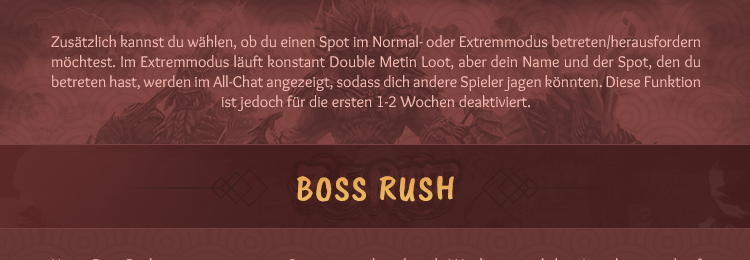 Zusätzlich kannst du wählen, ob du einen Spot im Normal- oder Extremmodus betreten/herausfordern
möchtest. Im Extremmodus läuft konstant Double Metin Loot, aber dein Name und der Spot, den du
betreten hast, werden im All-Chat angezeigt, sodass dich andere Spieler jagen könnten. Diese Funktion
ist jedoch für die ersten 1-2 Wochen deaktiviert.
BOSS RUSH